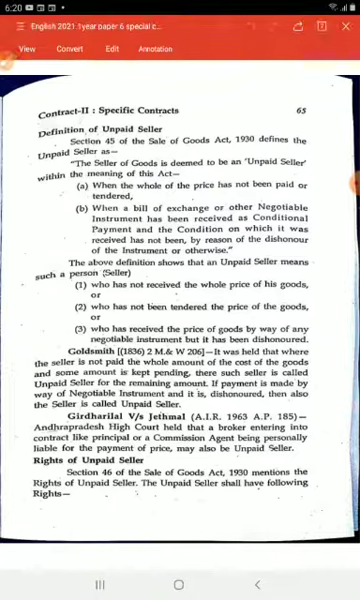 6:20
English 2021.1year paper 6 special c...
View Convert Edit Annotation
Contract-II : Specific Contracts 65
Definition of Unpaid Seller
Section 45 of the Sale of Goods Act, 1930 defines the
Unpaid Seller as—
"The Seller of Goods is deemed to be an 'Unpaid Seller'
within the meaning of this Act—
(a) When the whole of the price has not been paid or
tendered,
(b) When a bill of exchange or other Negotiable
Instrument has been received as Conditional
Payment and the Condition on which it was
received has not been, by reason of the dishonour
of the Instrument or otherwise."
The above definition shows that an Unpaid Seller means
such a person (Seller)
(1) who has not received the whole price of his goods,
or
(2) who has not been tendered the price of the goods,
or
(3) who has received the price of goods by way of any
negotiable instrument but it has been dishonoured.
Goldsmith [(1836) 2 M.& W 206]—It was held that where
the seller is not paid the whole amount of the cost of the goods
and some amount is kept pending, there such seller is called
Unpaid Seller for the remaining amount. If payment is made by
way of Negotiable Instrument and it is, dishonoured, then also
the Seller is called Unpaid Seller.
Girdharilal V/s Jethmal (A.I.R. 1963 A.P. 185)—
Andhrapradesh High Court held that a broker entering into
contract like principal or a Commission Agent being personally
liable for the payment of price, may also be Unpaid Seller.
Rights of Unpaid Seller
Section 46 of the Sale of Goods Act, 1930 mentions the
Rights of Unpaid Seller. The Unpaid Seller shall have following
Rights—